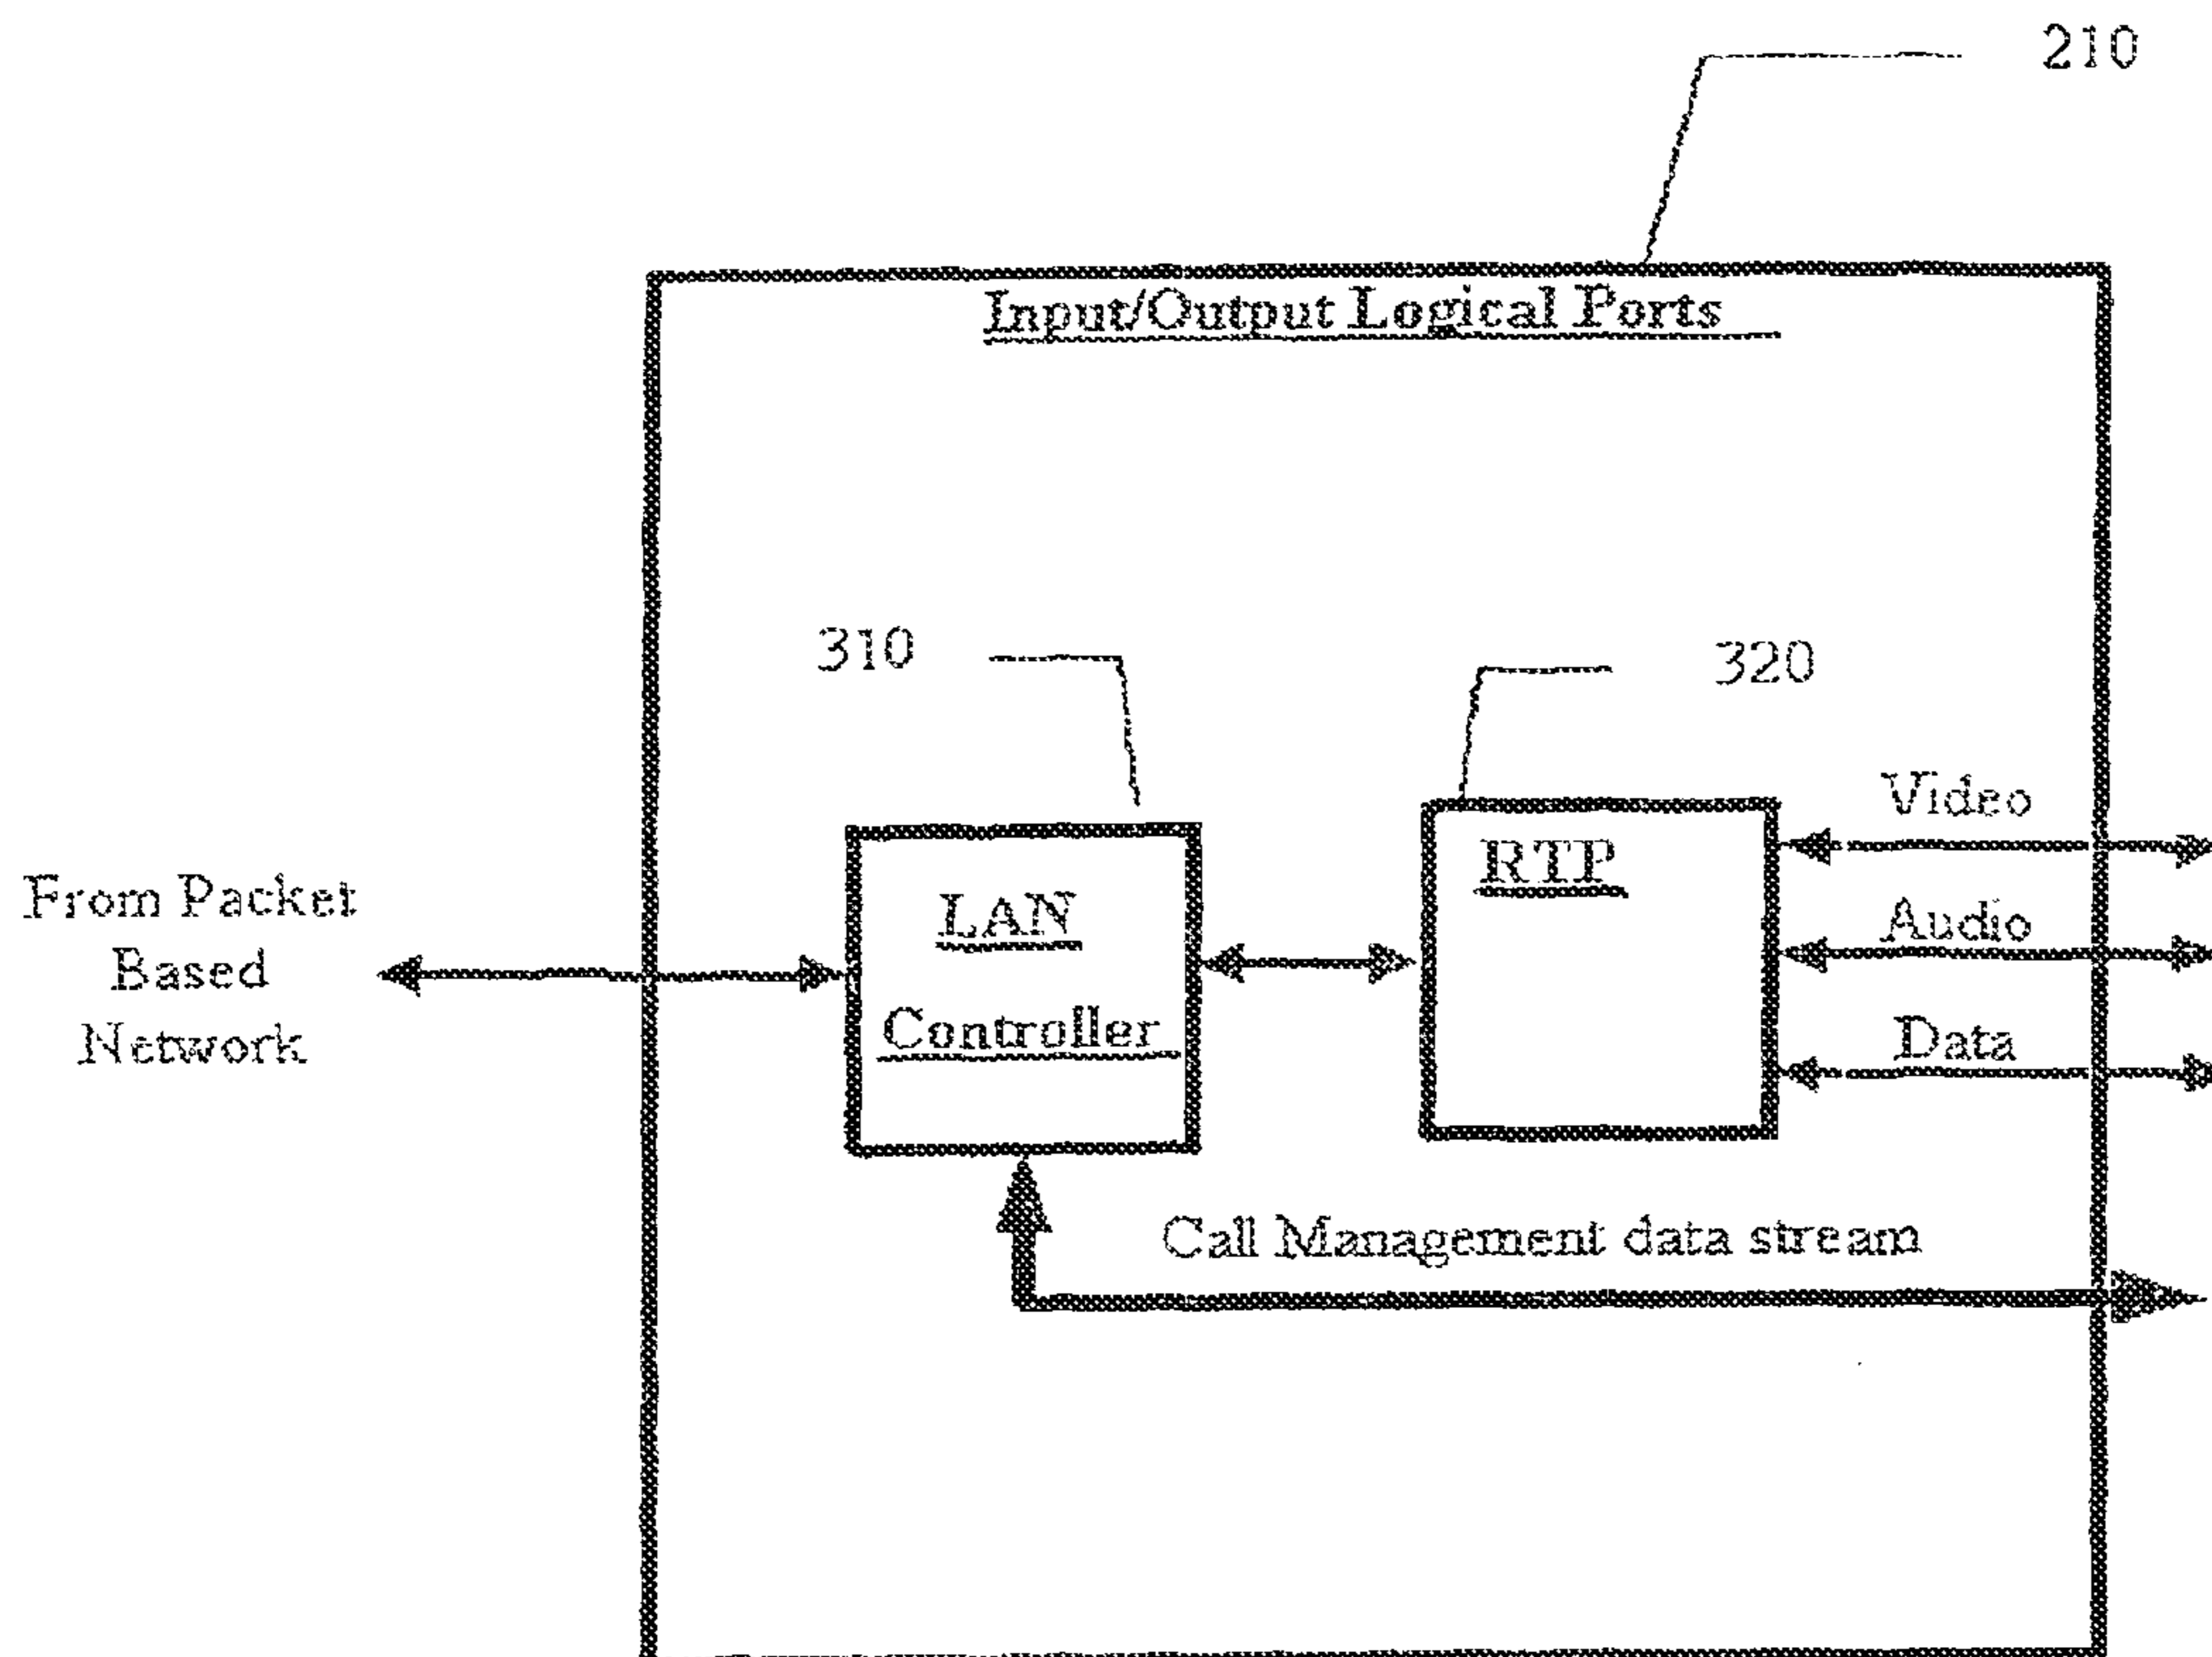 210
Input/Output Logical Ports
310
320
Video
RTP
From Packet
Based
Network
LAN
Controller
Audio
Data
Call Management data stream